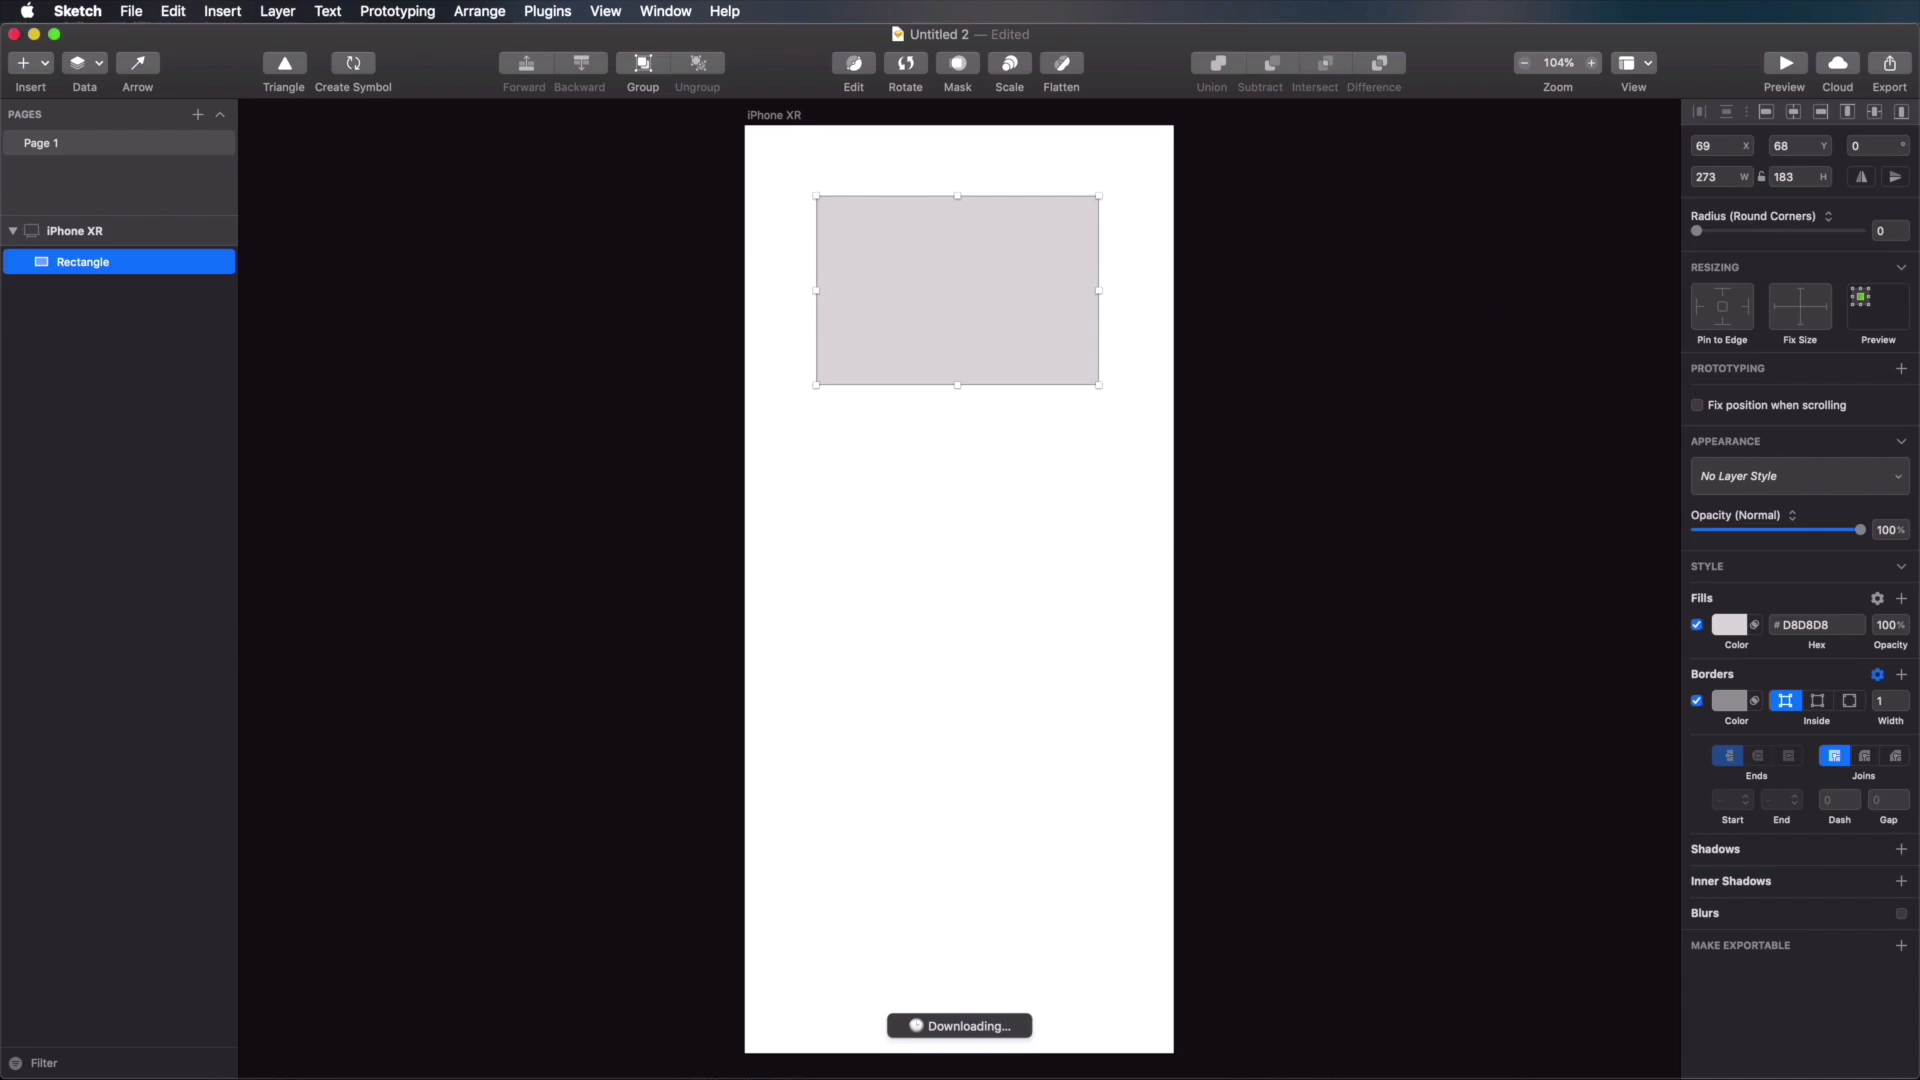 Sketch File Edit Insert Layer Text Prototyping Arrange Plugins View Window Help
Untitled 2 — Edited
104%
Insert Data Arrow Triangle Create Symbol Forward Backward Group Ungroup Edit Rotate Mask Scale Flatten Union Subtract Intersect Difference Zoom View Preview Cloud Export
PAGES
Page 1
iPhone XR
Rectangle
Filter
iPhone XR
Downloading...
69 X 68 Y 0 °
273 W 183 H
Radius (Round Corners)
0
RESIZING
Pin to Edge Fix Size Preview
PROTOTYPING
Fix position when scrolling
APPEARANCE
No Layer Style
Opacity (Normal)
100%
STYLE
Fills
# D8D8D8 100%
Color Hex Opacity
Borders
1
Color Inside Width
Ends Joins
- - 0 0
Start End Dash Gap
Shadows
Inner Shadows
Blurs
MAKE EXPORTABLE